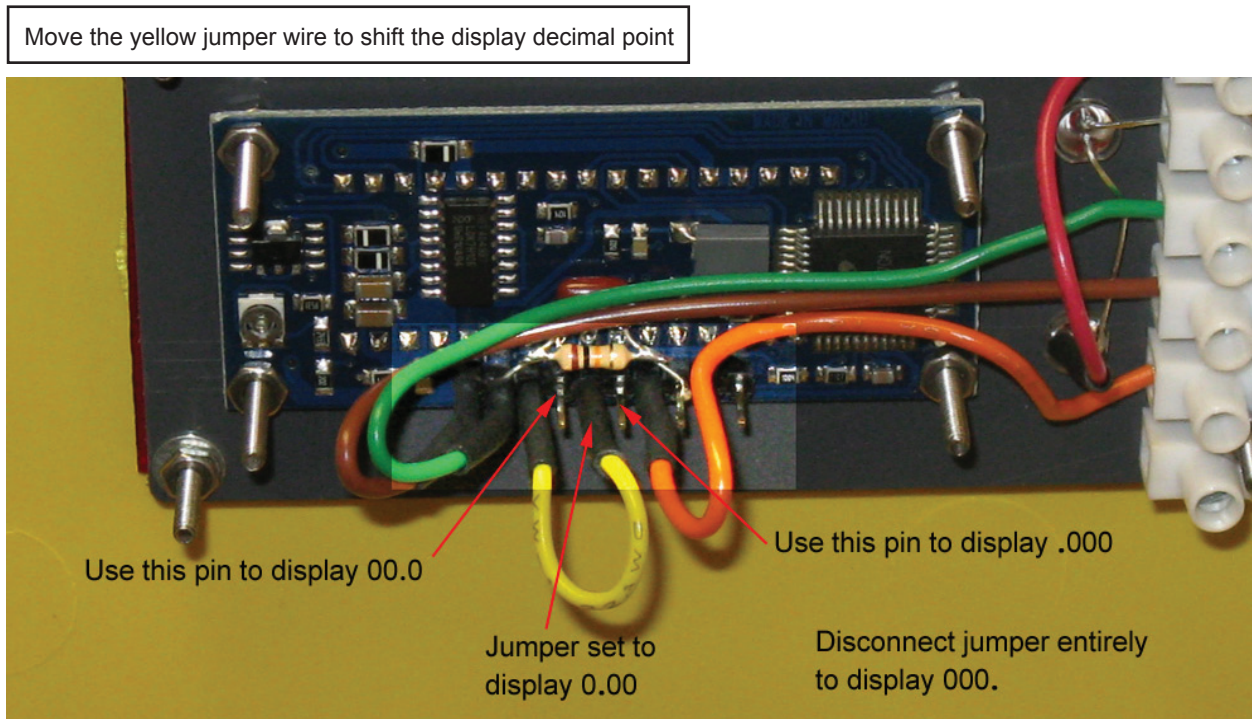 Move the yellow jumper wire to shift the display decimal point
Use this pin to display 00.0
Use this pin to display .000
Jumper set to
display 0.00
Disconnect jumper entirely
to display 000.